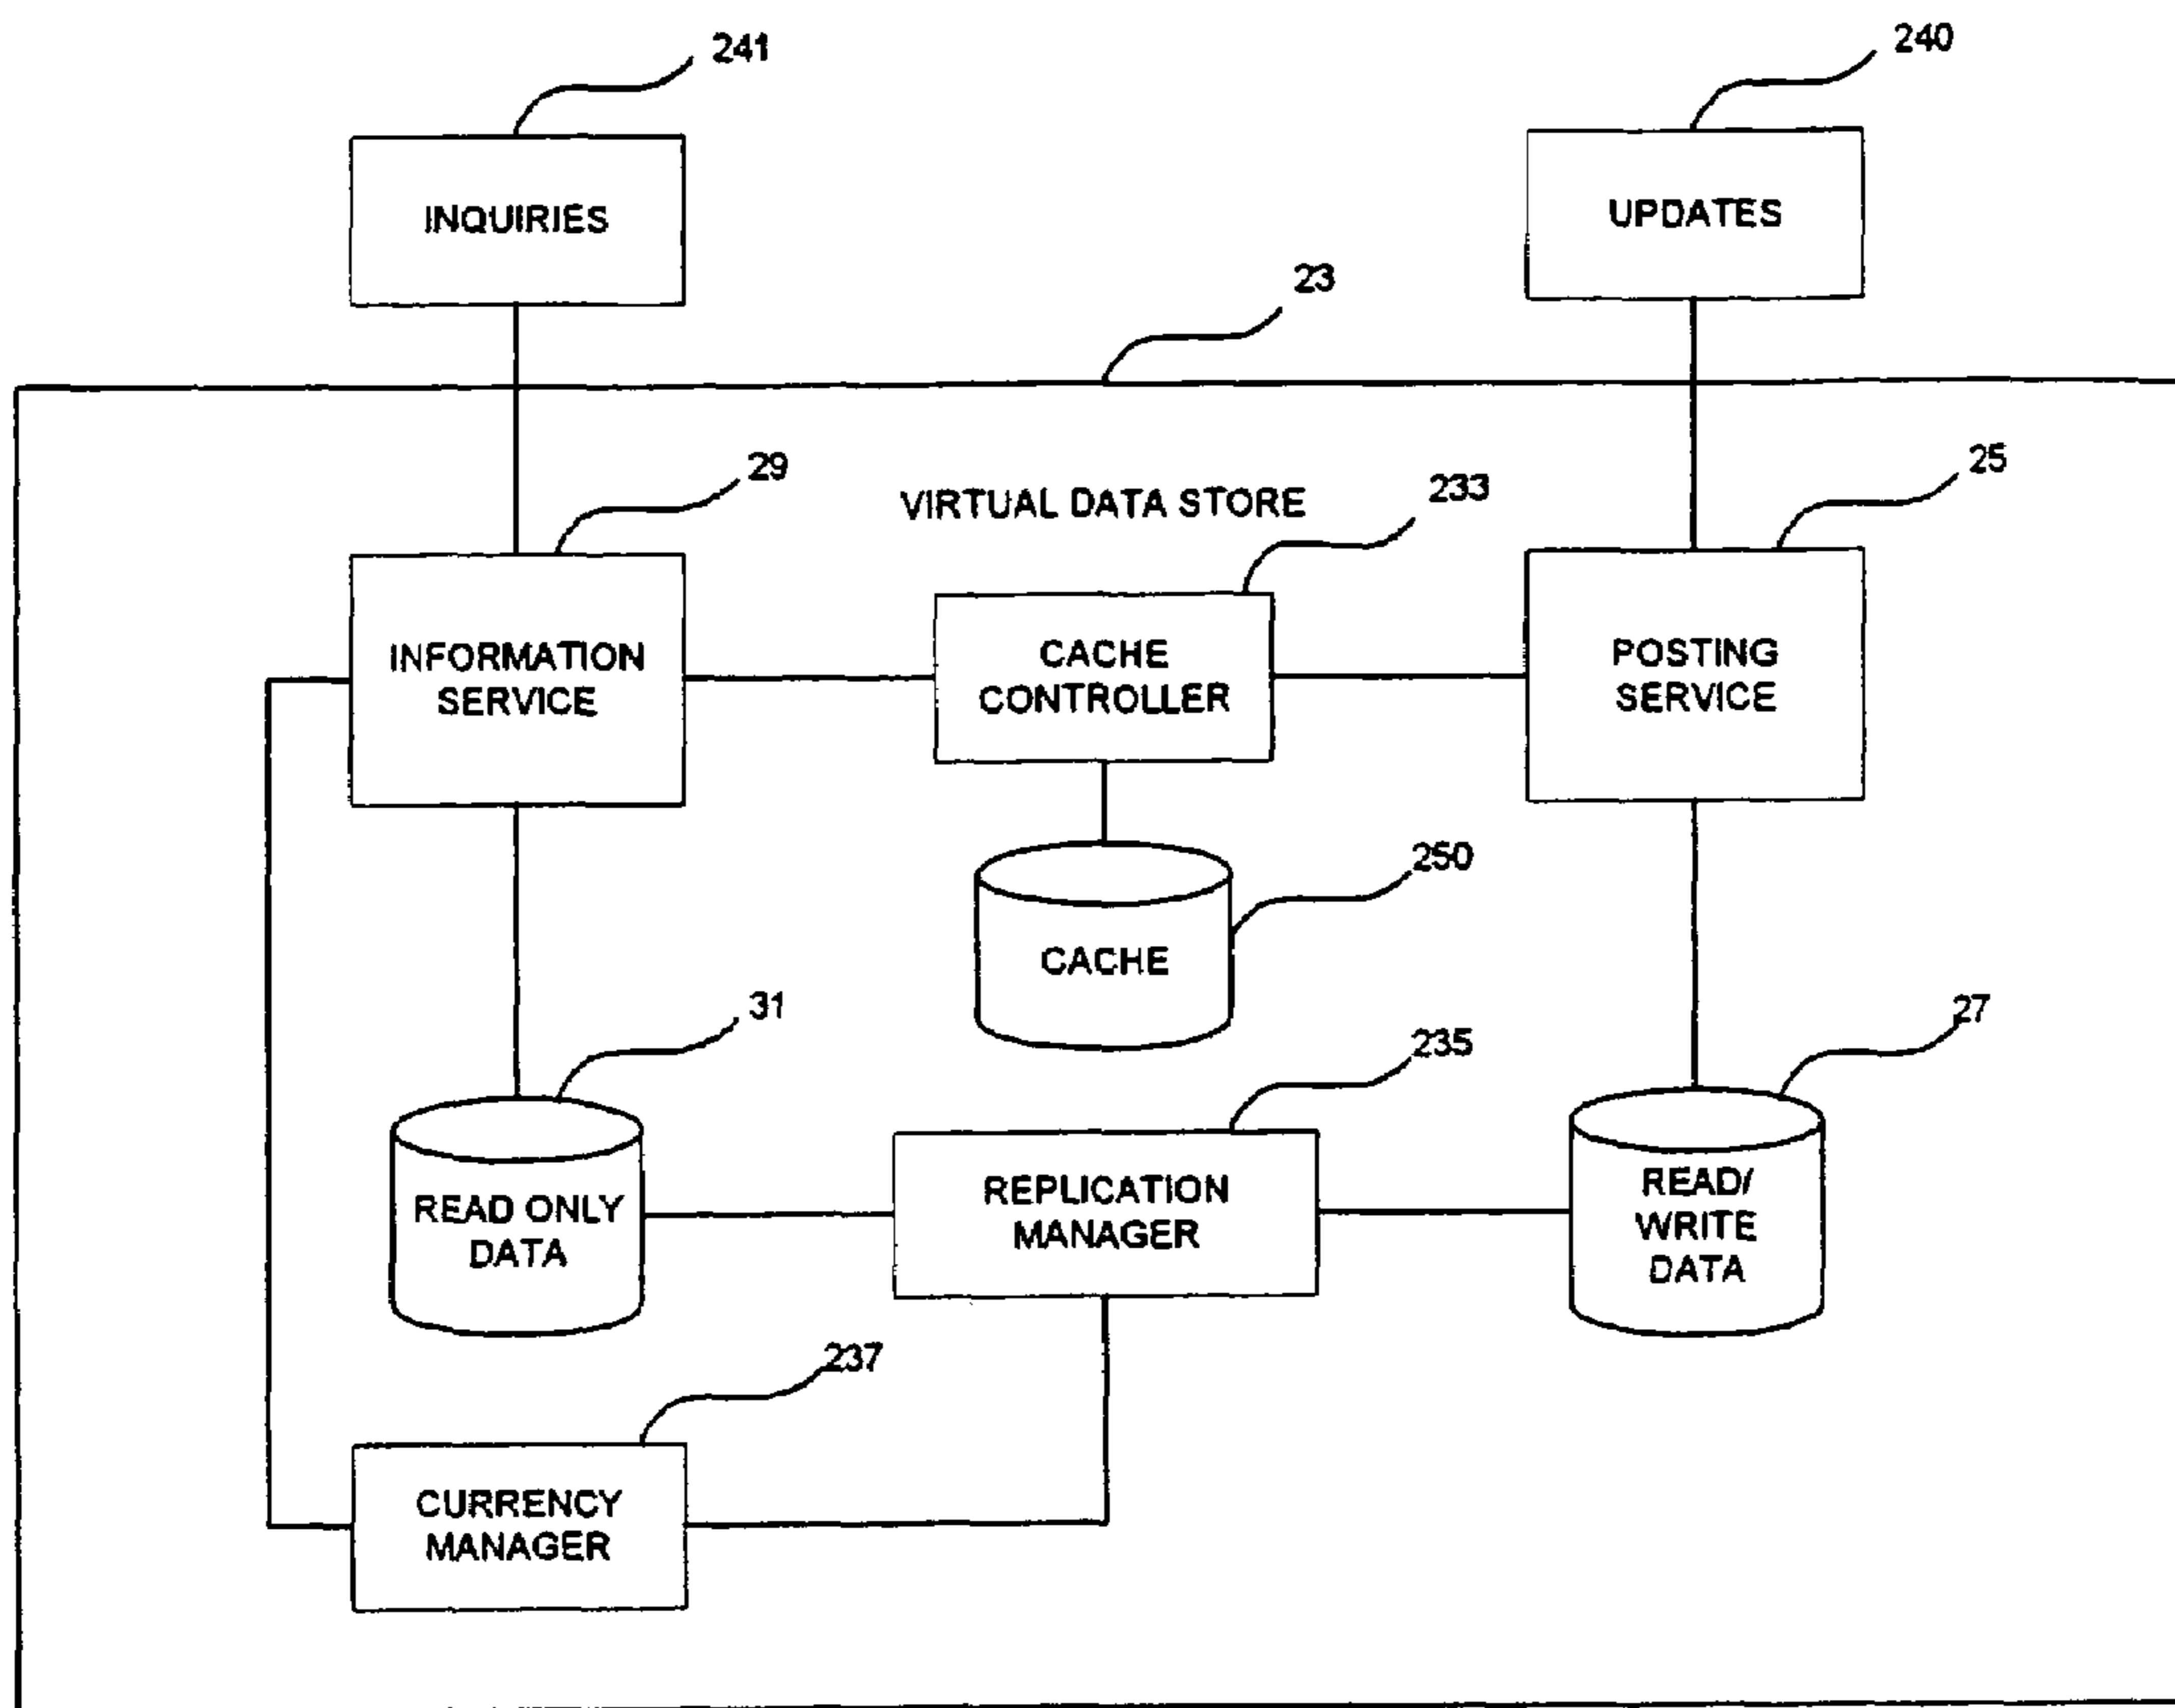 241
240
INQUIRIES
UPDATES
23
29
VIRTUAL DATA STORE
233
25
INFORMATION
SERVICE
CACHE
CONTROLLER
POSTING
SERVICE
250
CACHE
31
235
27
READ ONLY
DATA
REPLICATION
MANAGER
READ/
WRITE
DATA
237
CURRENCY
MANAGER